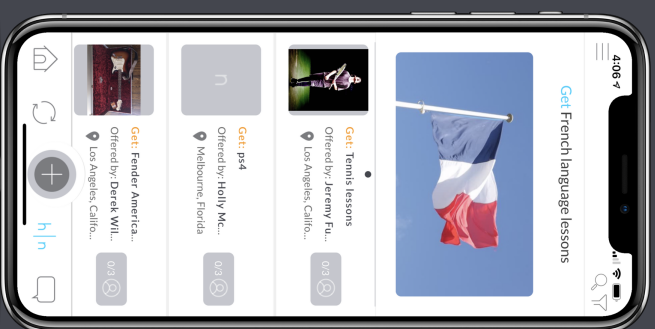 4:06
Get French language lessons
Get: Tennis lessons
Offered by: Jeremy Fu...
Los Angeles, Califo...
0/3
n
Get: ps4
Offered by: Holly Mc...
Melbourne, Florida
0/3
Get: Fender America...
Offered by: Derek Wil...
Los Angeles, Califo...
0/3
h|n